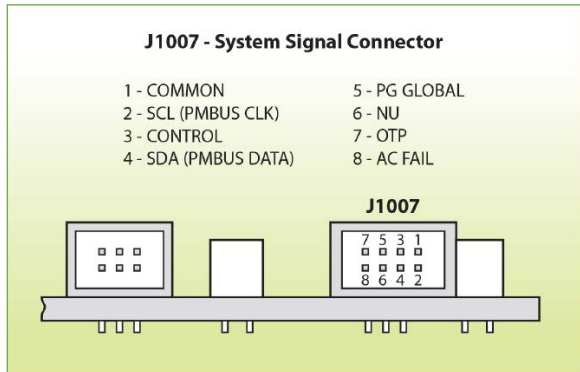 J1007 - System Signal Connector
1 - COMMON
2 - SCL (PMBUS CLK)
3 - CONTROL
4 - SDA (PMBUS DATA)
5 - PG GLOBAL
6 - NU
7 - OTP
8 - AC FAIL
J1007
7 5 3 1
8 6 4 2